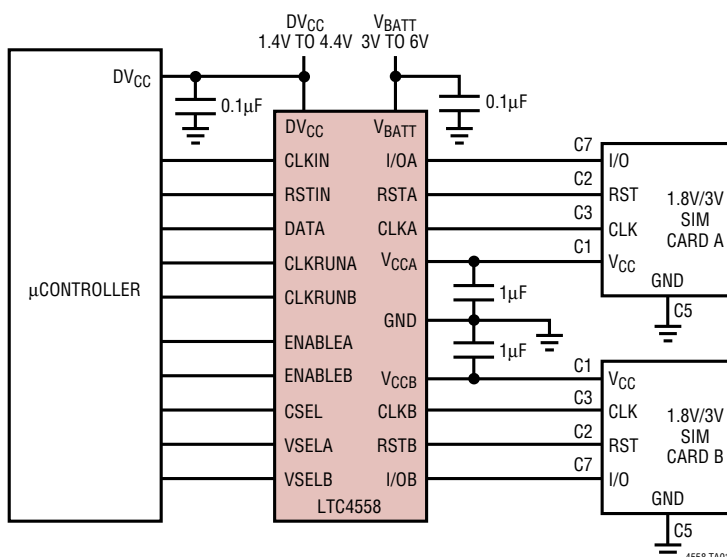 DVCC
1.4V TO 4.4V
VBATT
3V TO 6V
DVCC
0.1µF
0.1µF
DVCC
VBATT
CLKIN
I/OA
C7
I/O
RSTIN
RSTA
C2
RST
1.8V/3V
SIM
CARD A
DATA
CLKA
C3
CLK
CLKRUNA
VCCA
C1
VCC
µCONTROLLER
CLKRUNB
1µF
GND
C5
GND
ENABLEA
1µF
ENABLEB
VCCB
C1
VCC
CSEL
CLKB
C3
CLK
1.8V/3V
SIM
CARD B
VSELA
RSTB
C2
RST
VSELB
I/OB
C7
I/O
LTC4558
GND
C5